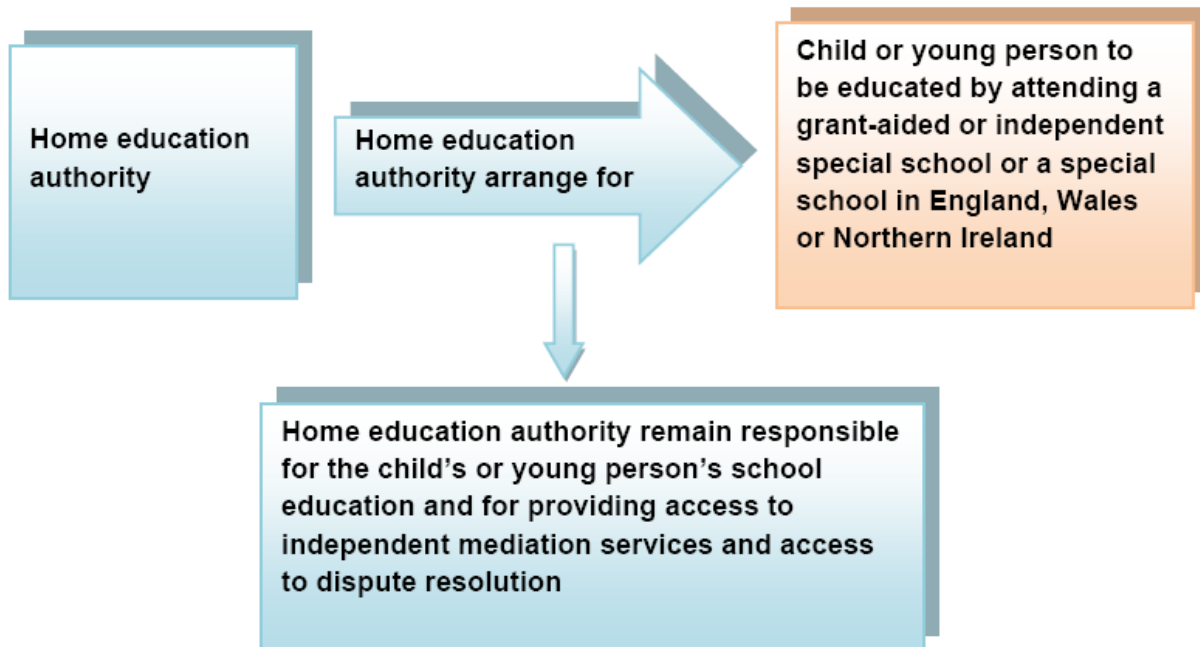 Home education
authority
Home education
authority arrange for
Child or young person to
be educated by attending a
grant-aided or independent
special school or a special
school in England, Wales
or Northern Ireland
Home education authority remain responsible
for the child’s or young person’s school
education and for providing access to
independent mediation services and access
to dispute resolution